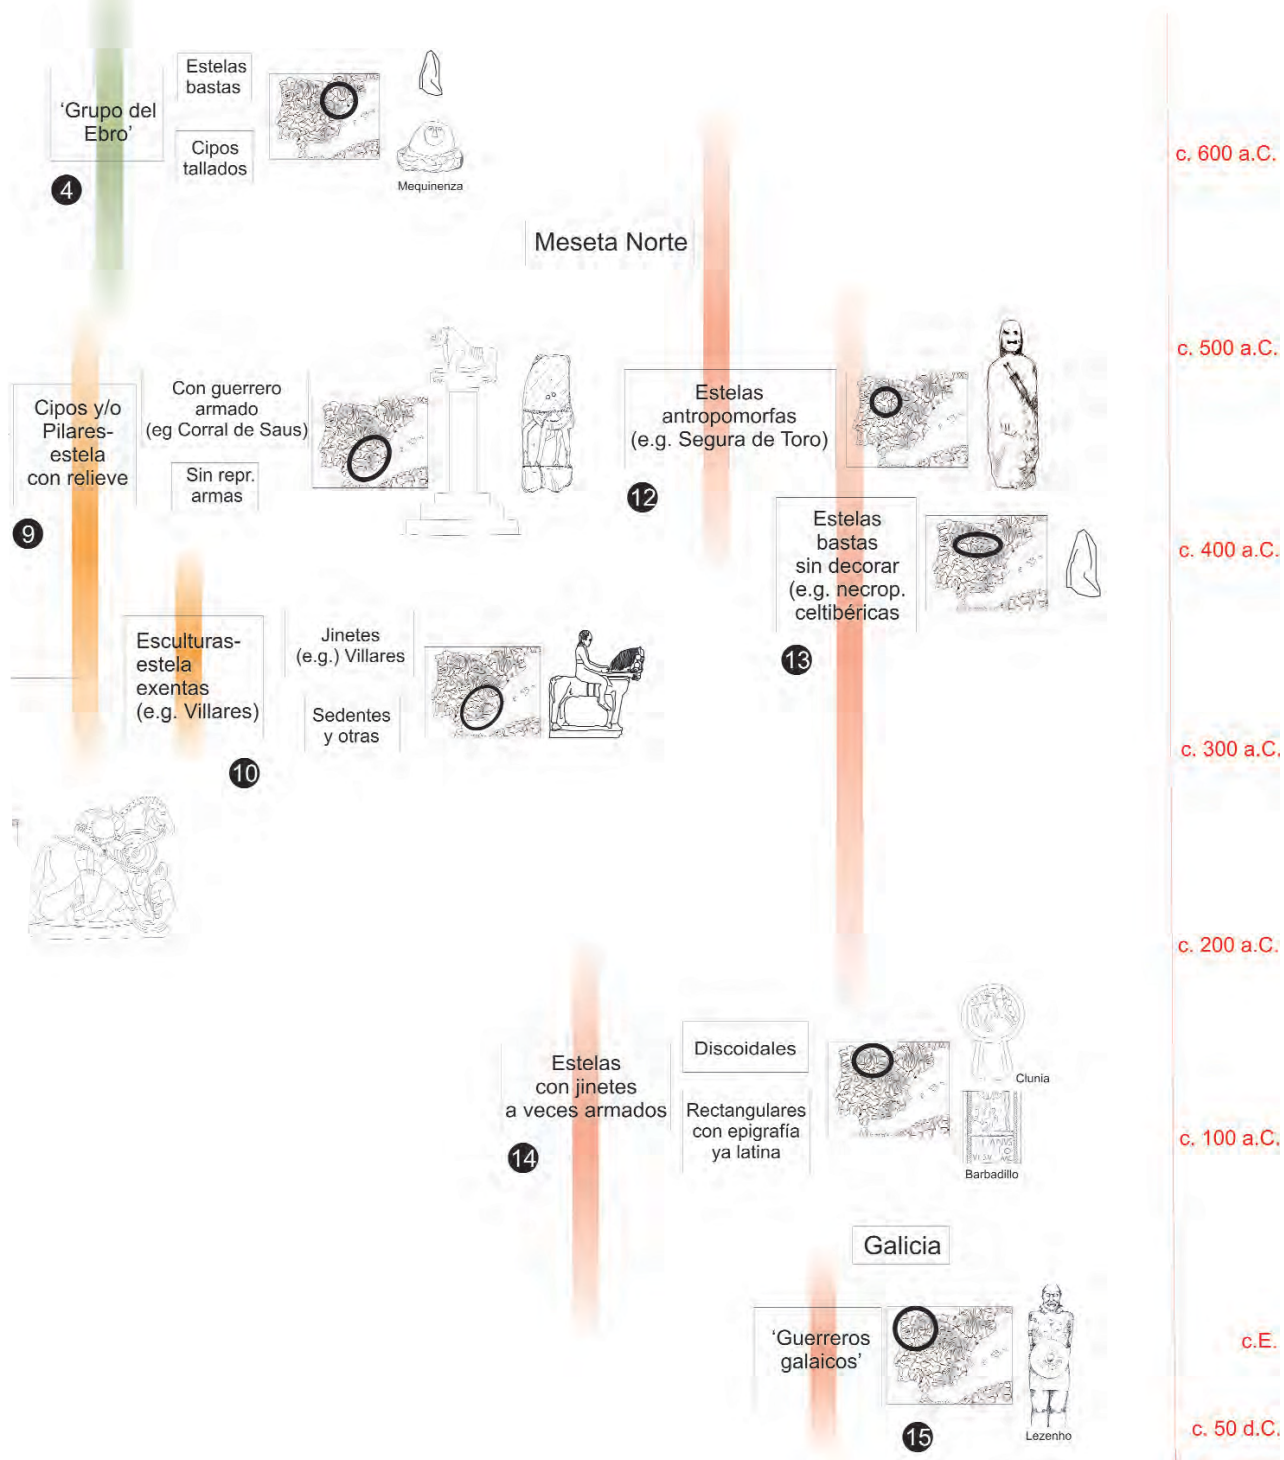 Estelas
bastas
'Grupo del
Ebro'
Cipos
tallados
Mequinenza
4
c. 600 a.C.
Meseta Norte
c. 500 a.C.
Cipos y/o
Pilares-
estela
con relieve
Con guerrero
armado
(eg Corral de Saus)
Sin repr.
armas
9
Estelas
antropomorfas
(e.g. Segura de Toro)
12
Estelas
bastas
sin decorar
(e.g. necrop.
celtibéricas
13
c. 400 a.C.
Esculturas-
estela
exentas
(e.g. Villares)
Jinetes
(e.g.) Villares
Sedentes
y otras
10
c. 300 a.C.
c. 200 a.C.
Estelas
con jinetes
a veces armados
14
Discoidales
Rectangulares
con epigrafía
ya latina
Clunia
Barbadillo
c. 100 a.C.
Galicia
'Guerreros
galaicos'
15
Lezenho
c.E.
c. 50 d.C.